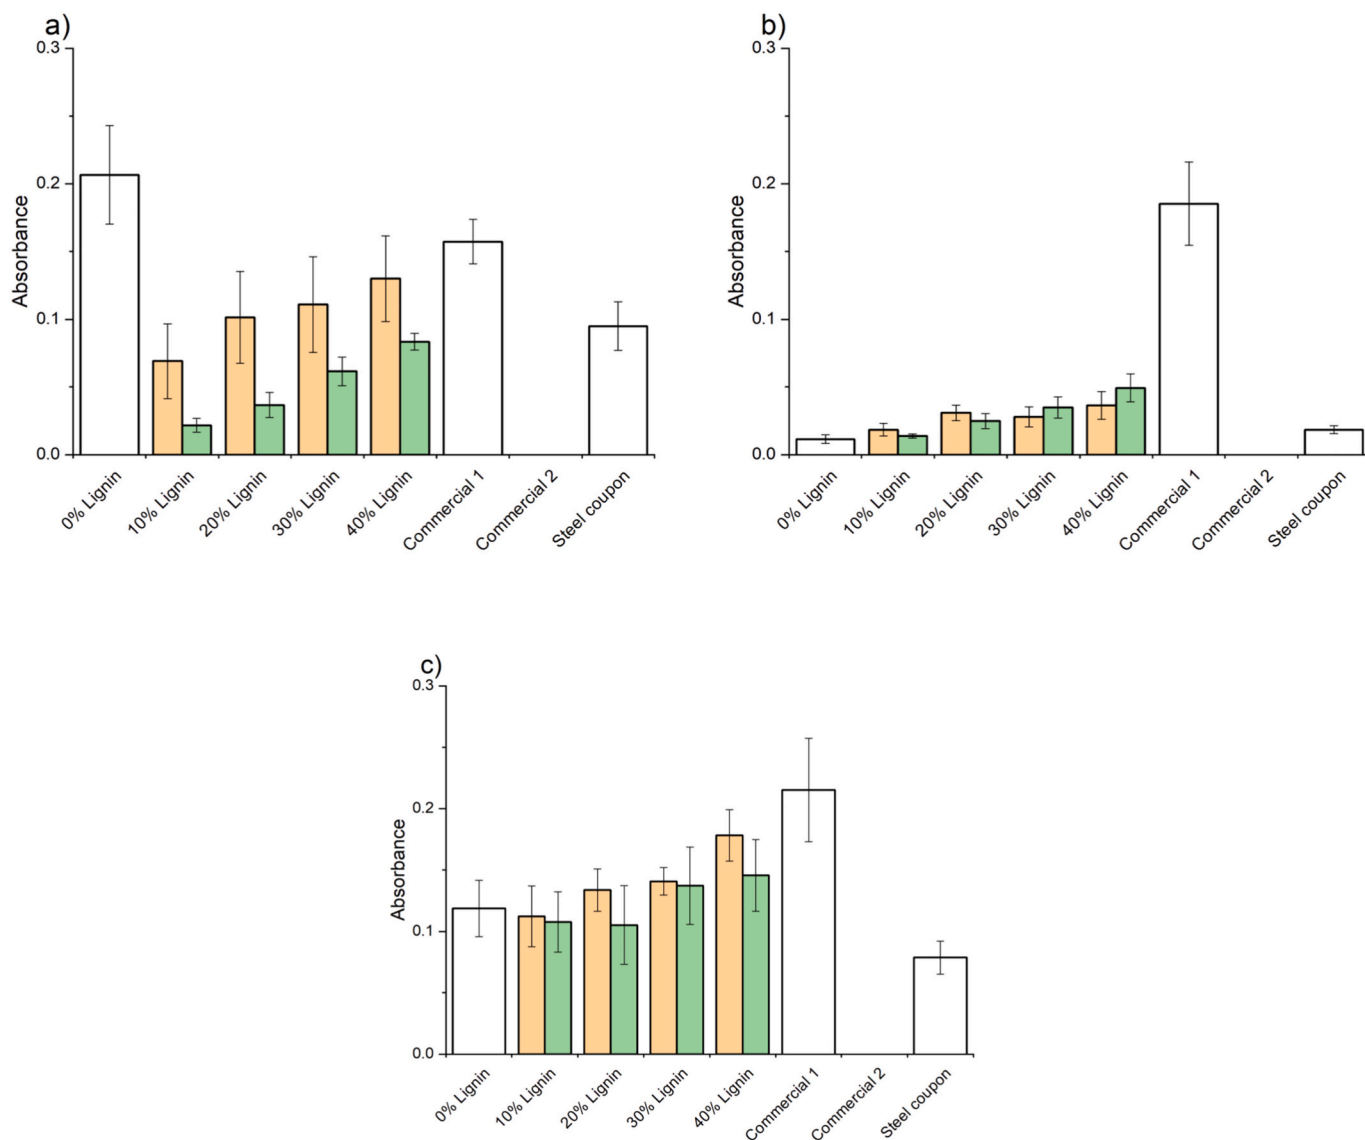 a)
0.3
0.2
0.1
0.0
Absorbance
0% Lignin
10% Lignin
20% Lignin
30% Lignin
40% Lignin
Commercial 1
Commercial 2
Steel coupon
b)
0.3
0.2
0.1
0.0
Absorbance
0% Lignin
10% Lignin
20% Lignin
30% Lignin
40% Lignin
Commercial 1
Commercial 2
Steel coupon
c)
0.3
0.2
0.1
0.0
Absorbance
0% Lignin
10% Lignin
20% Lignin
30% Lignin
40% Lignin
Commercial 1
Commercial 2
Steel coupon